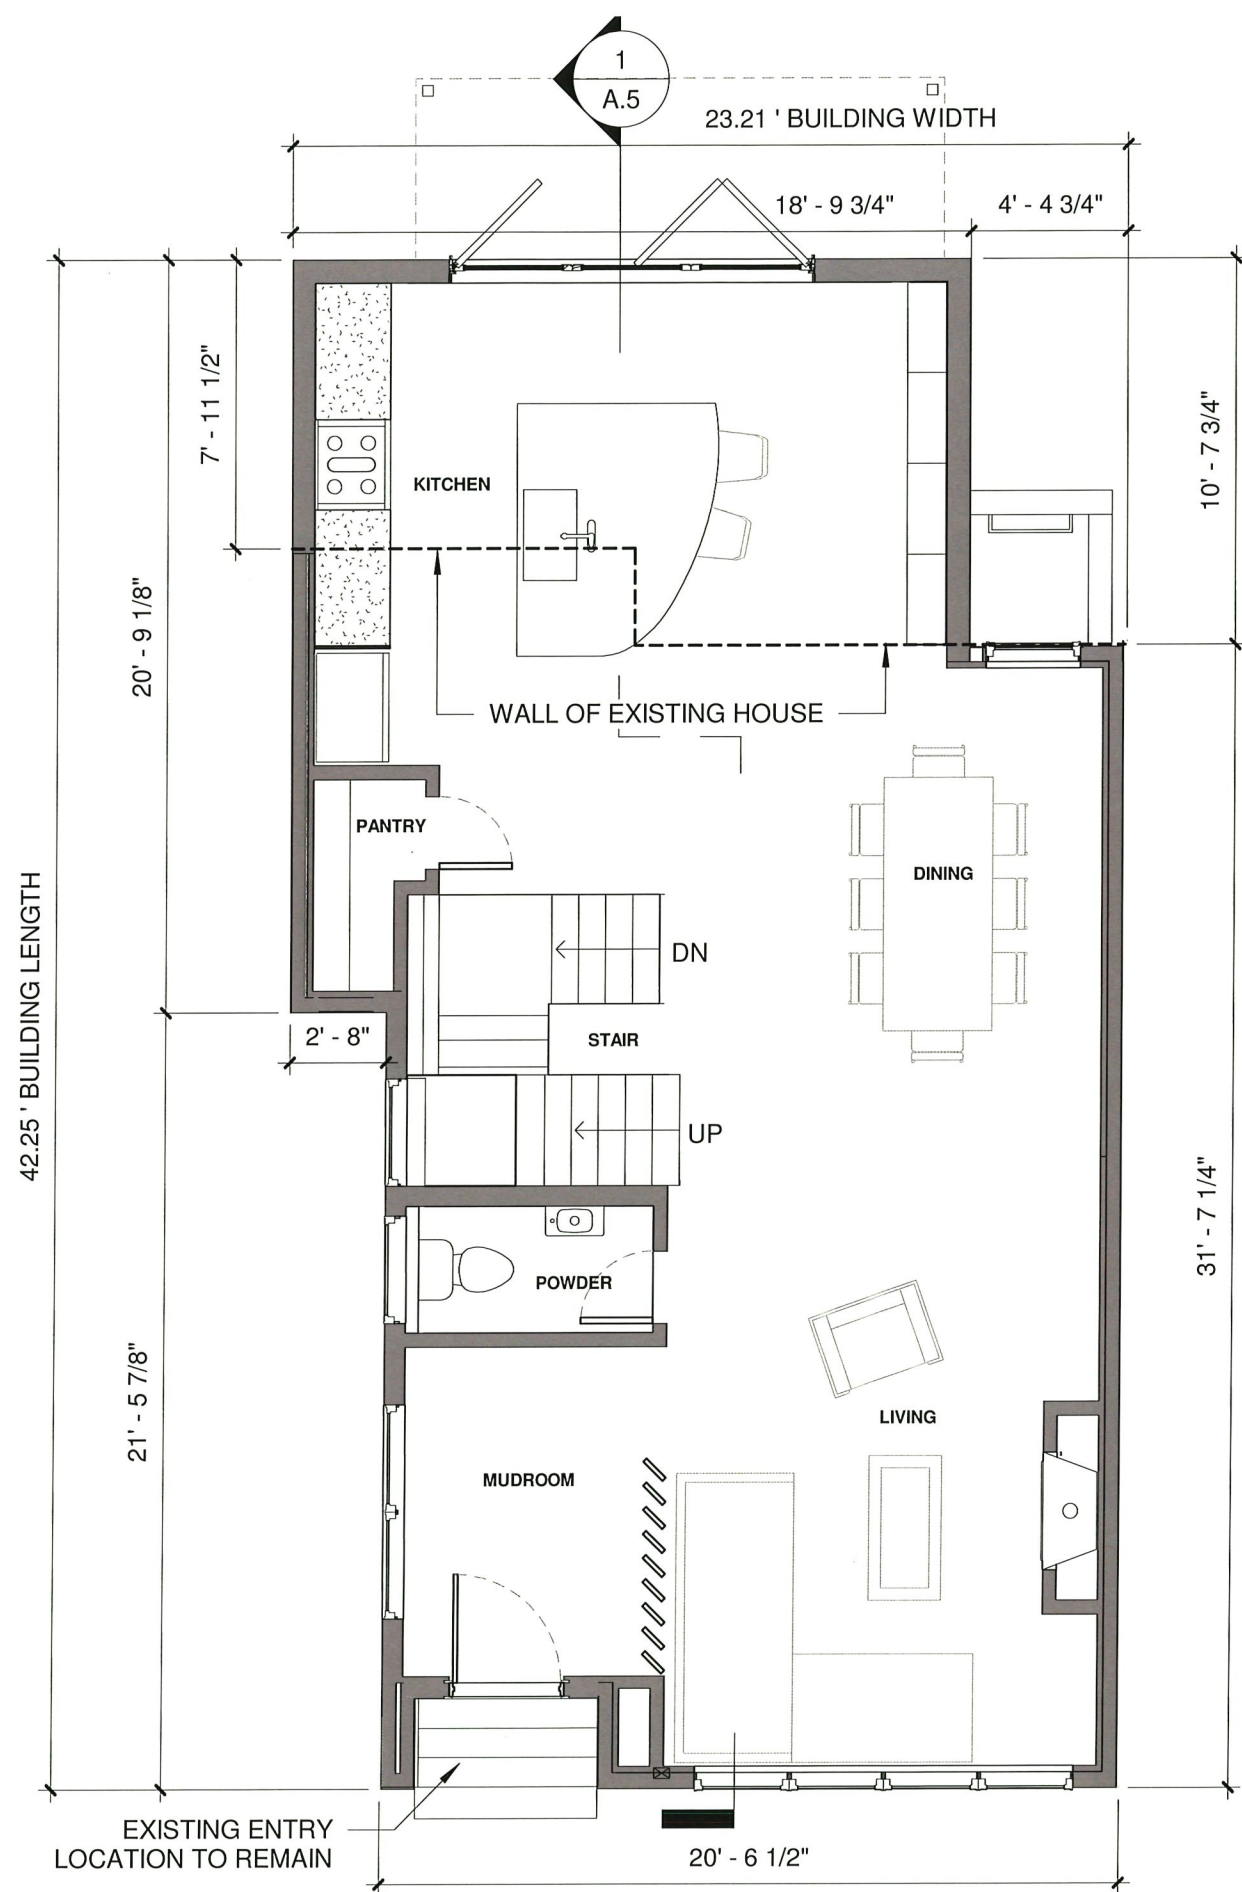 1
A.5
23.21 ' BUILDING WIDTH
18' - 9 3/4"
4' - 4 3/4"
7' - 11 1/2"
10' - 7 3/4"
KITCHEN
20' - 9 1/8"
WALL OF EXISTING HOUSE
PANTRY
DINING
42.25 ' BUILDING LENGTH
DN
2' - 8"
STAIR
UP
31' - 7 1/4"
POWDER
21' - 5 7/8"
LIVING
MUDROOM
EXISTING ENTRY
LOCATION TO REMAIN
20' - 6 1/2"